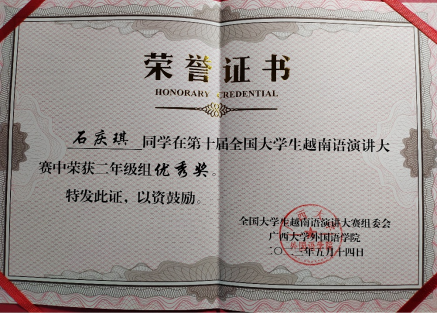 荣誉证书
HONORARY CREDENTIAL
石庆琪 同学在第十届全国大学生越南语演讲大
赛中荣获二年级组优秀奖。
特发此证，以资鼓励。
全国大学生越南语演讲大赛组委会
广西大学外国语学院
二〇二三年五月十四日